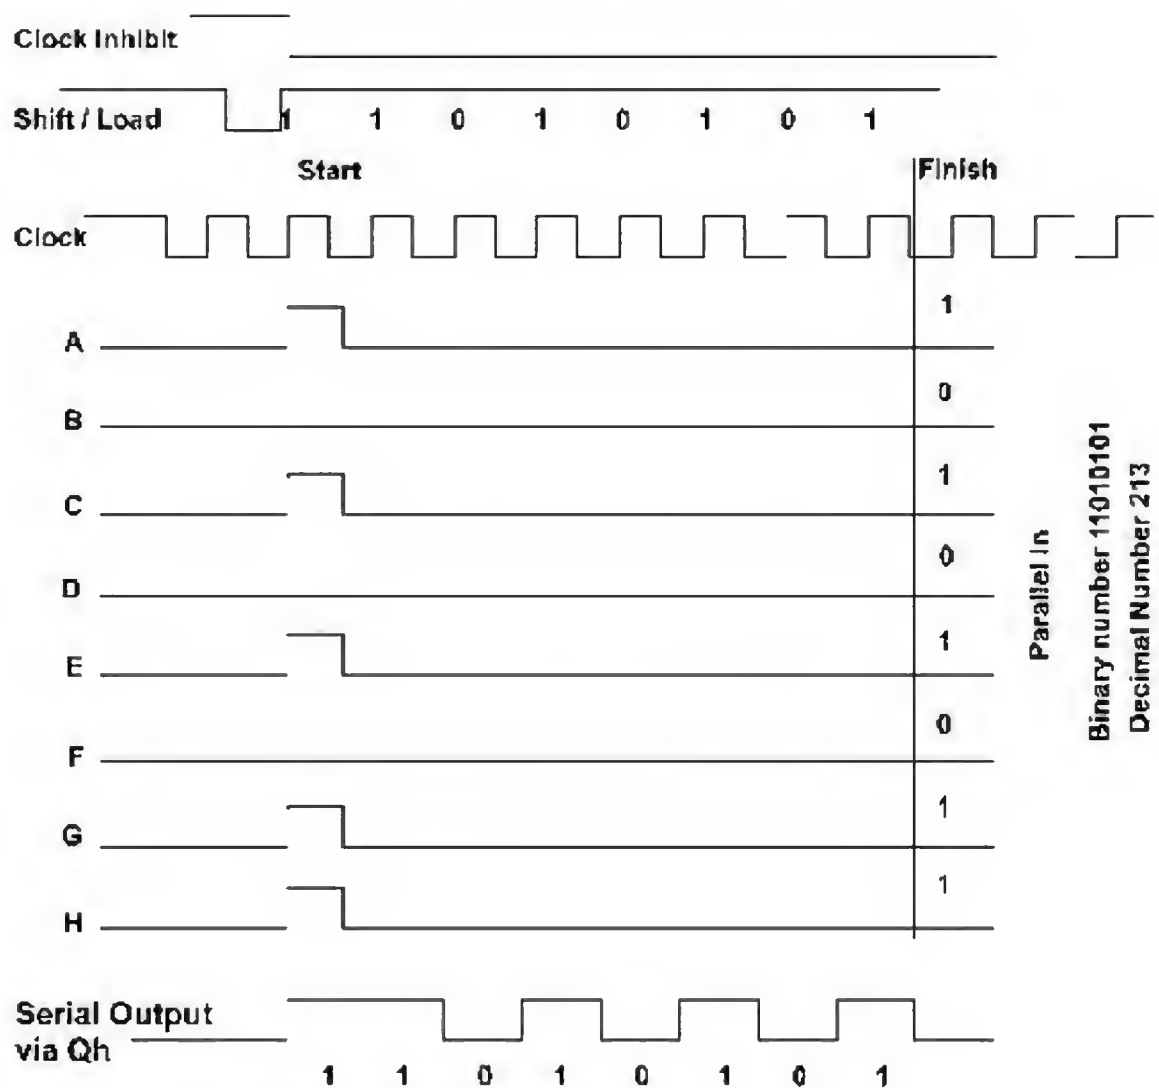 Clock Inhibit
Shift / Load 1 1 0 1 0 1 0 1
Start Finish
Clock
A 1
B 0
C 1
D 0
E 1
F 0
G 1
H 1
Parallel In
Binary number 11010101
Decimal Number 213
Serial Output
via Qh
1 1 0 1 0 1 0 1